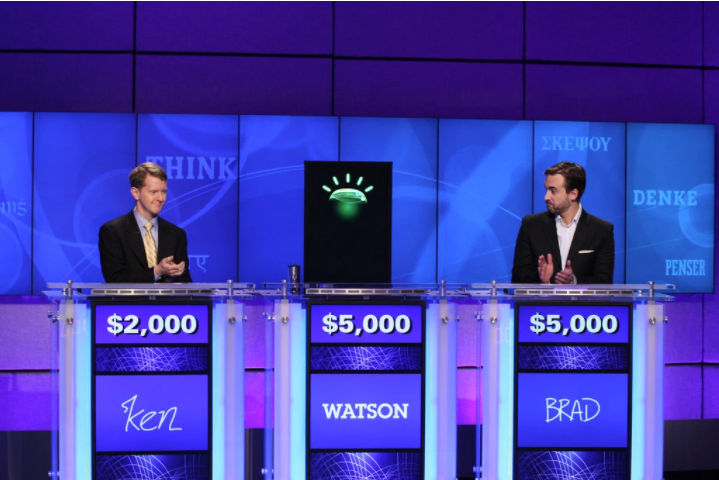 THINK
ΣΚΕΨΟΥ
DENKE
PENSER
$2,000
$5,000
$5,000
Ken
WATSON
BRAD